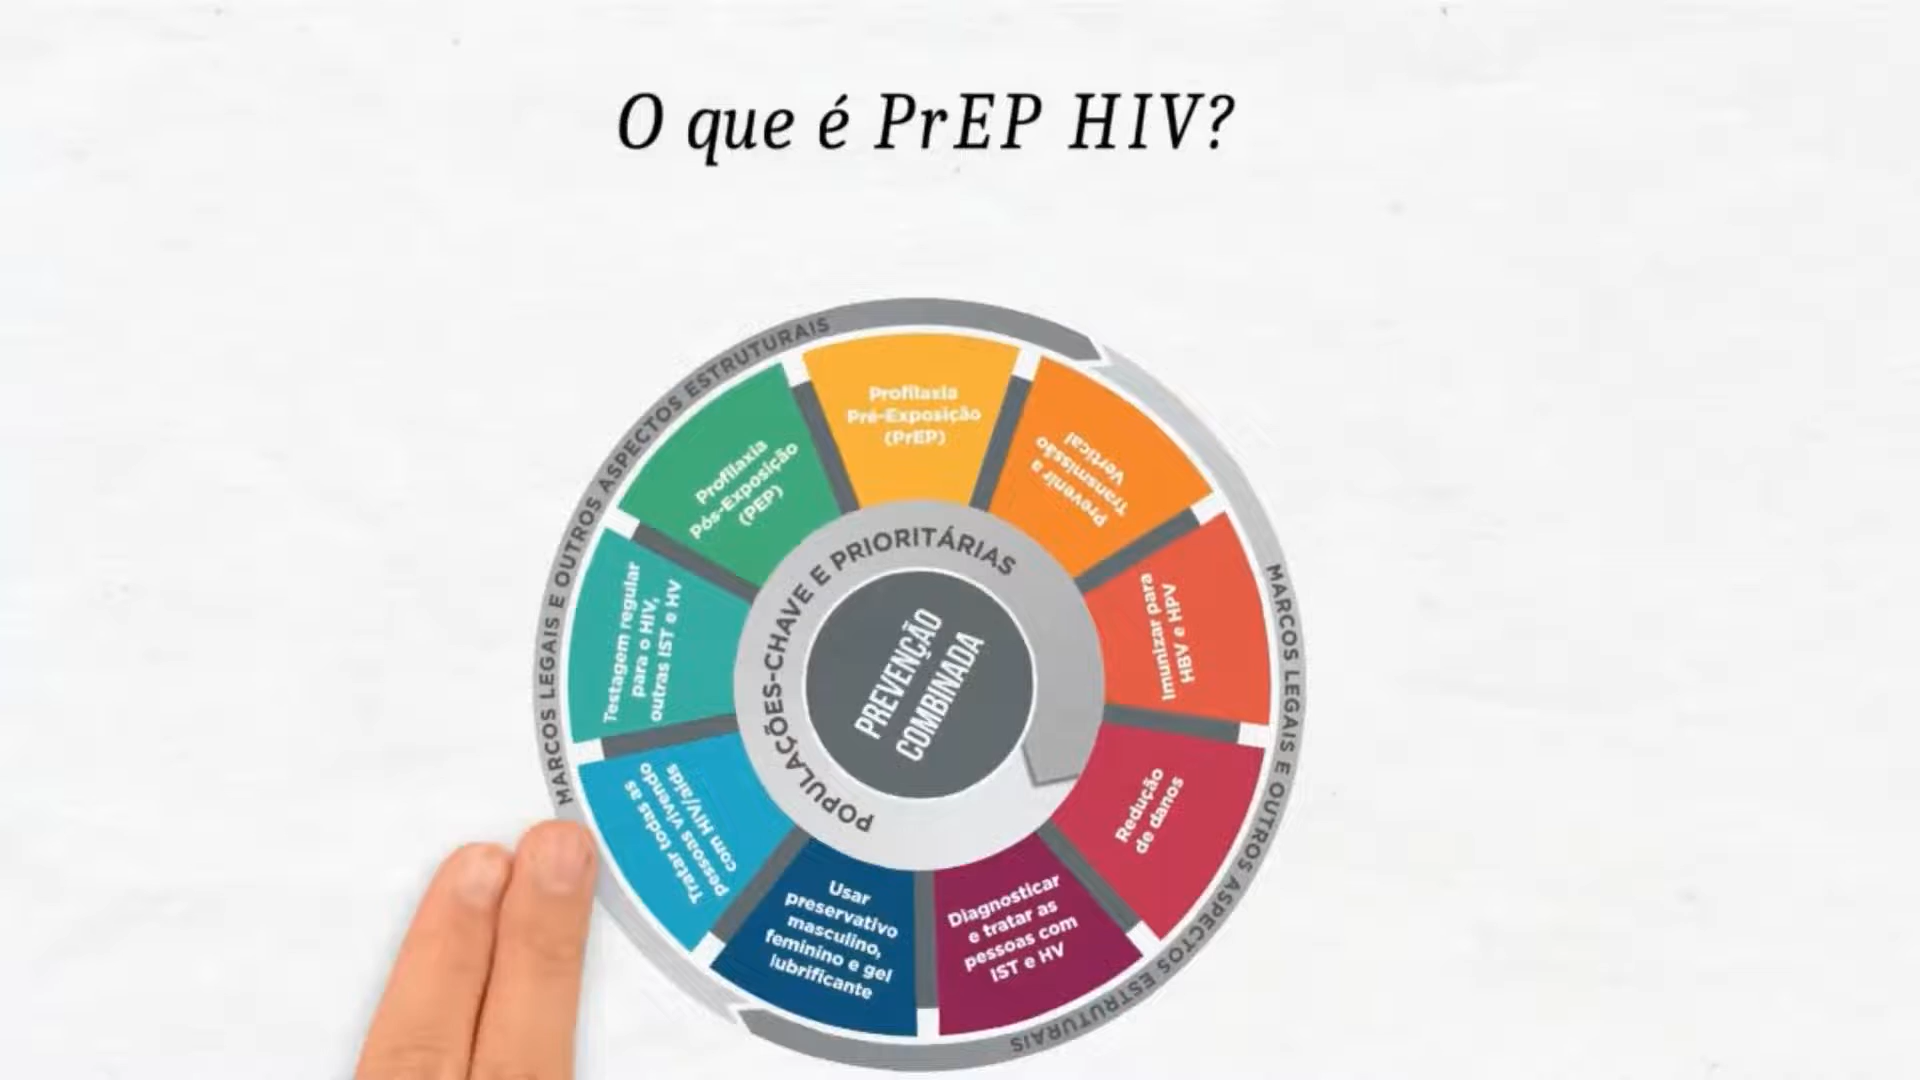 O que é PrEP HIV?
MARCOS LEGAIS E OUTROS ASPECTOS ESTRUTURAIS
Profilaxia
Pré-Exposição
(PrEP)
Prevenir a
Transmissão
Vertical
Imunizar para
HBV e HPV
Redução
de danos
Diagnosticar
e tratar as
pessoas com
IST e HV
Usar
preservativo
masculino,
feminino e gel
lubrificante
Tratar todas as
pessoas vivendo
com HIV/aids
Testagem regular
para o HIV,
outras IST e HV
Profilaxia
Pós-Exposição
(PEP)
POPULAÇÕES-CHAVE E PRIORITÁRIAS
PREVENÇÃO
COMBINADA
MARCOS LEGAIS E OUTROS ASPECTOS ESTRUTURAIS